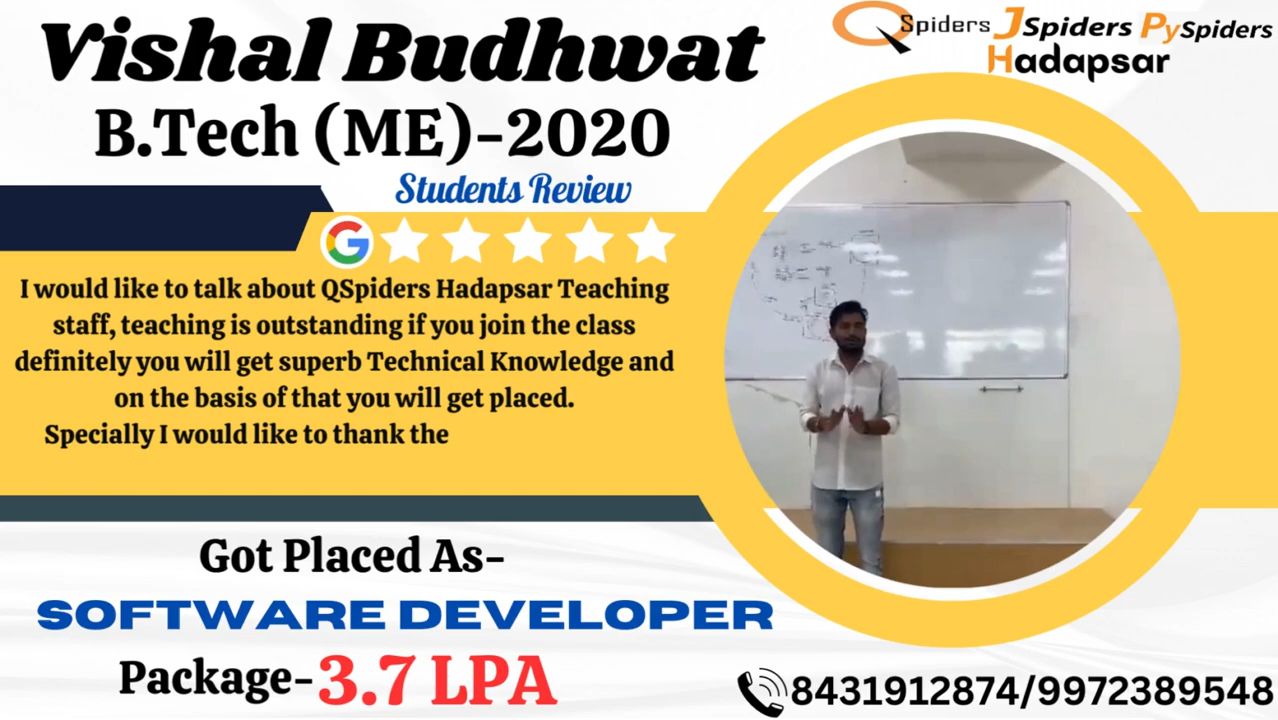 Vishal Budhwat
B.Tech (ME)-2020
Students Review
QSpiders JSpiders PySpiders
Hadapsar
I would like to talk about QSpiders Hadapsar Teaching
staff, teaching is outstanding if you join the class
definitely you will get superb Technical Knowledge and
on the basis of that you will get placed.
Specially I would like to thank the
Got Placed As-
SOFTWARE DEVELOPER
Package-3.7 LPA
8431912874/9972389548